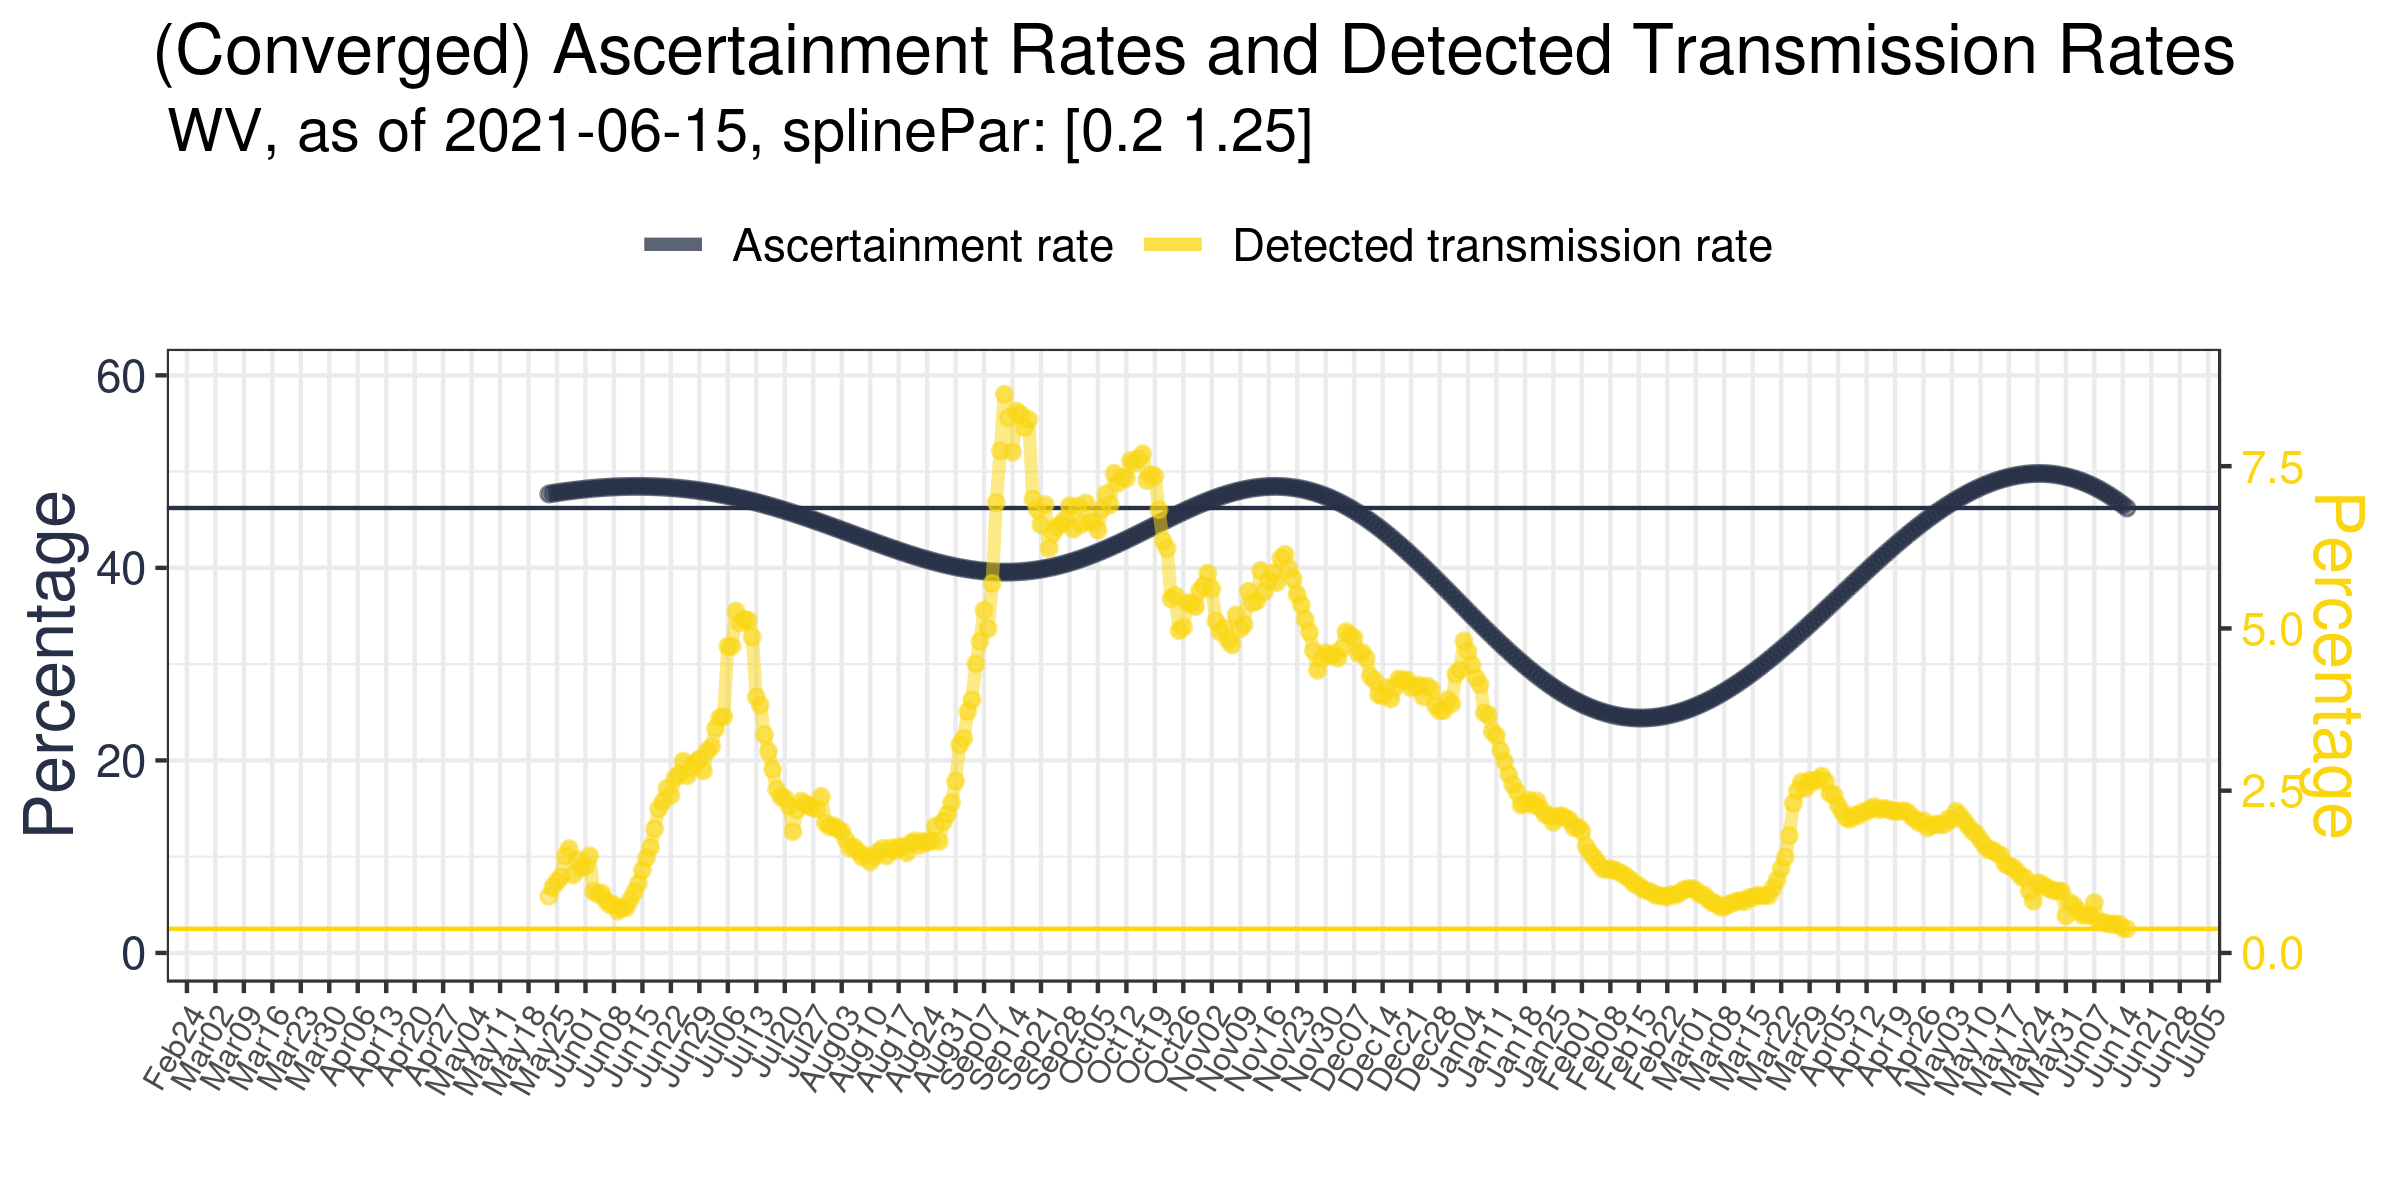 (Converged) Ascertainment Rates and Detected Transmission Rates
WV, as of 2021-06-15, splinePar: [0.2 1.25]
Ascertainment rate
Detected transmission rate
Percentage
60
40
20
0
7.5
5.0
2.5
0.0
Percentage
Feb24
Mar02
Mar09
Mar16
Mar23
Mar30
Apr06
Apr13
Apr20
Apr27
May04
May11
May18
May25
Jun01
Jun08
Jun15
Jun22
Jun29
Jul06
Jul13
Jul20
Jul27
Aug03
Aug10
Aug17
Aug24
Aug31
Sep07
Sep14
Sep21
Sep28
Oct05
Oct12
Oct19
Oct26
Nov02
Nov09
Nov16
Nov23
Nov30
Dec07
Dec14
Dec21
Dec28
Jan04
Jan11
Jan18
Jan25
Feb01
Feb08
Feb15
Feb22
Mar01
Mar08
Mar15
Mar22
Mar29
Apr05
Apr12
Apr19
Apr26
May03
May10
May17
May24
May31
Jun07
Jun14
Jun21
Jun28
Jul05